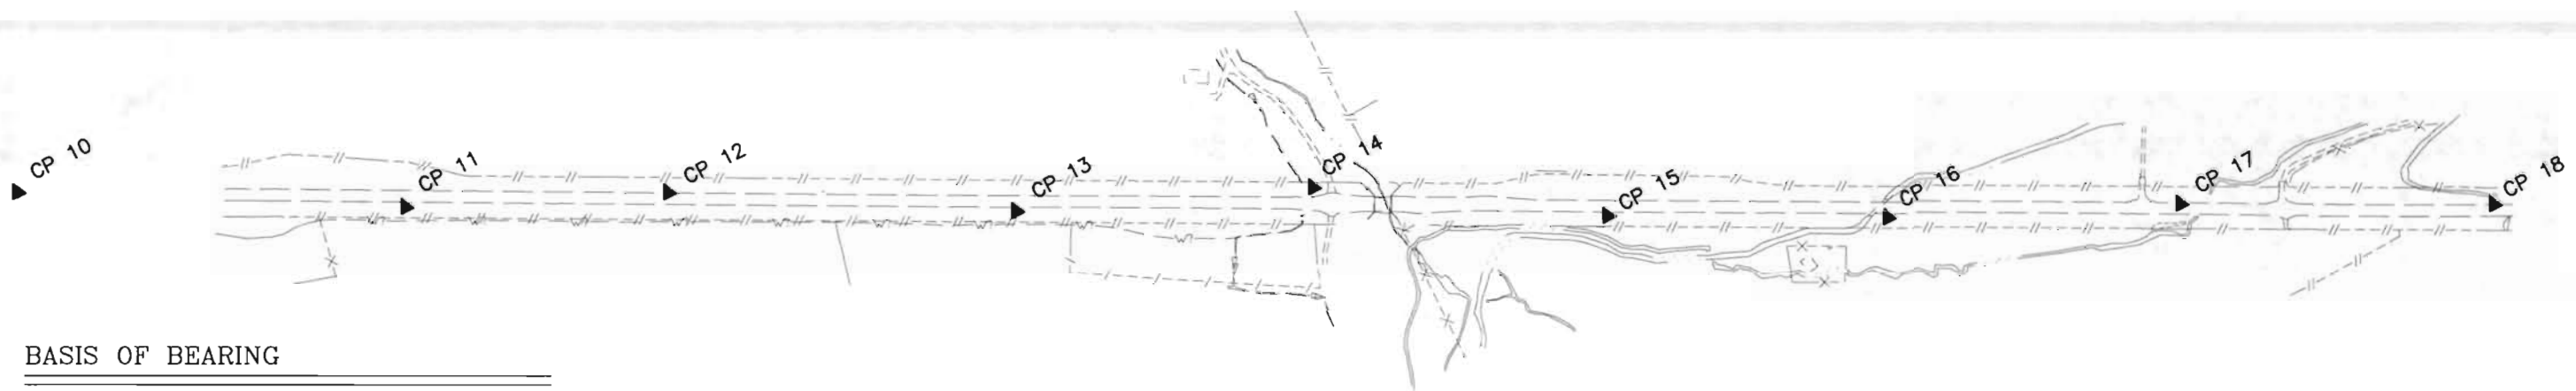 CP 10
CP 11
CP 12
CP 13
CP 14
CP 15
CP 16
CP 17
CP 18
BASIS OF BEARING